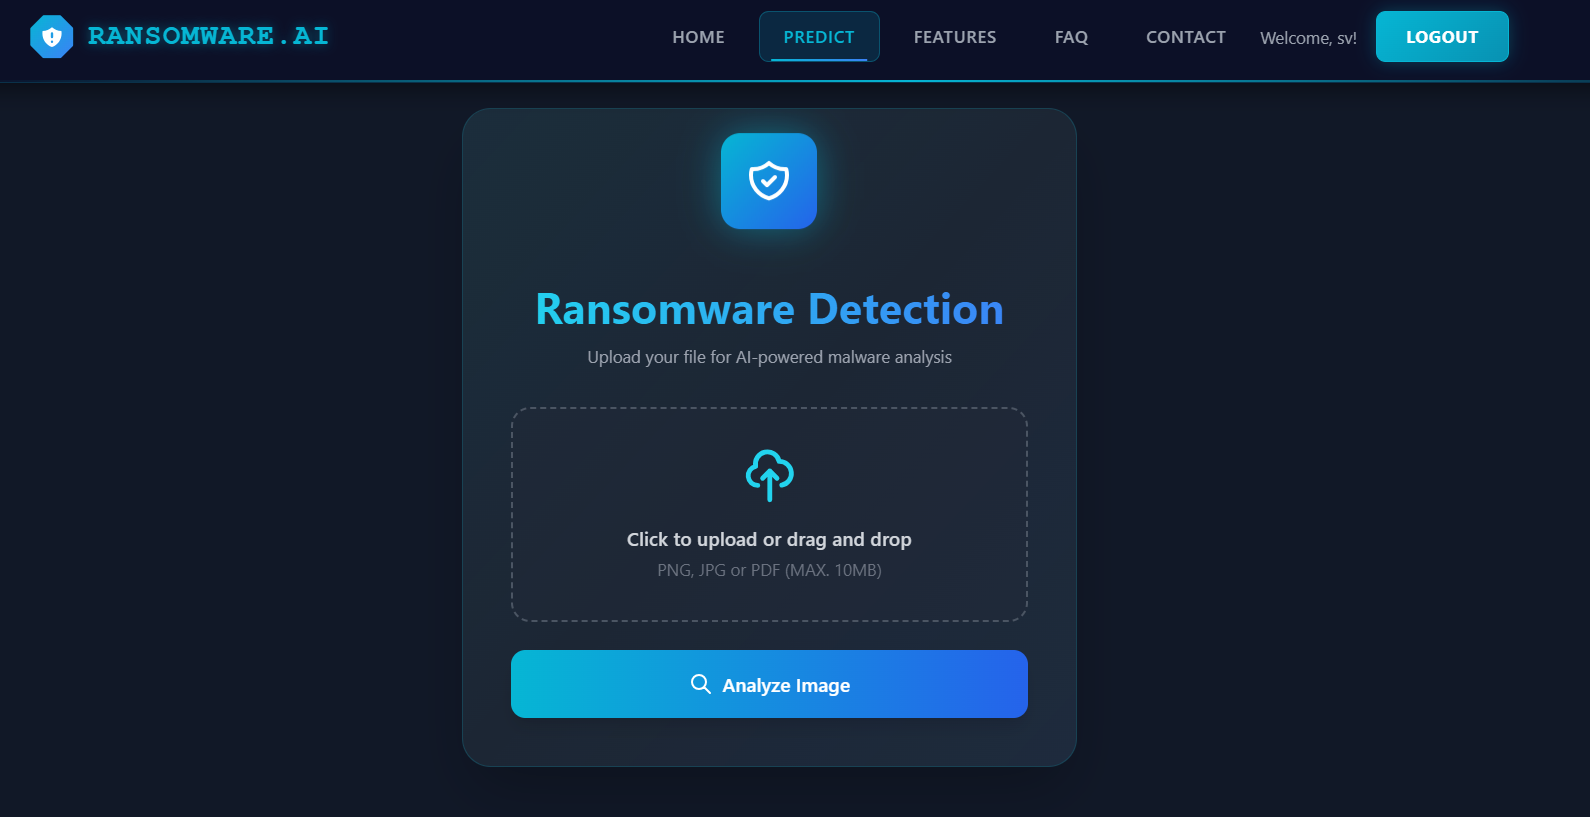 RANSOMWARE.AI
HOME
PREDICT
FEATURES
FAQ
CONTACT
Welcome, sv!
LOGOUT
Ransomware Detection
Upload your file for AI-powered malware analysis
Click to upload or drag and drop
PNG, JPG or PDF (MAX. 10MB)
Analyze Image